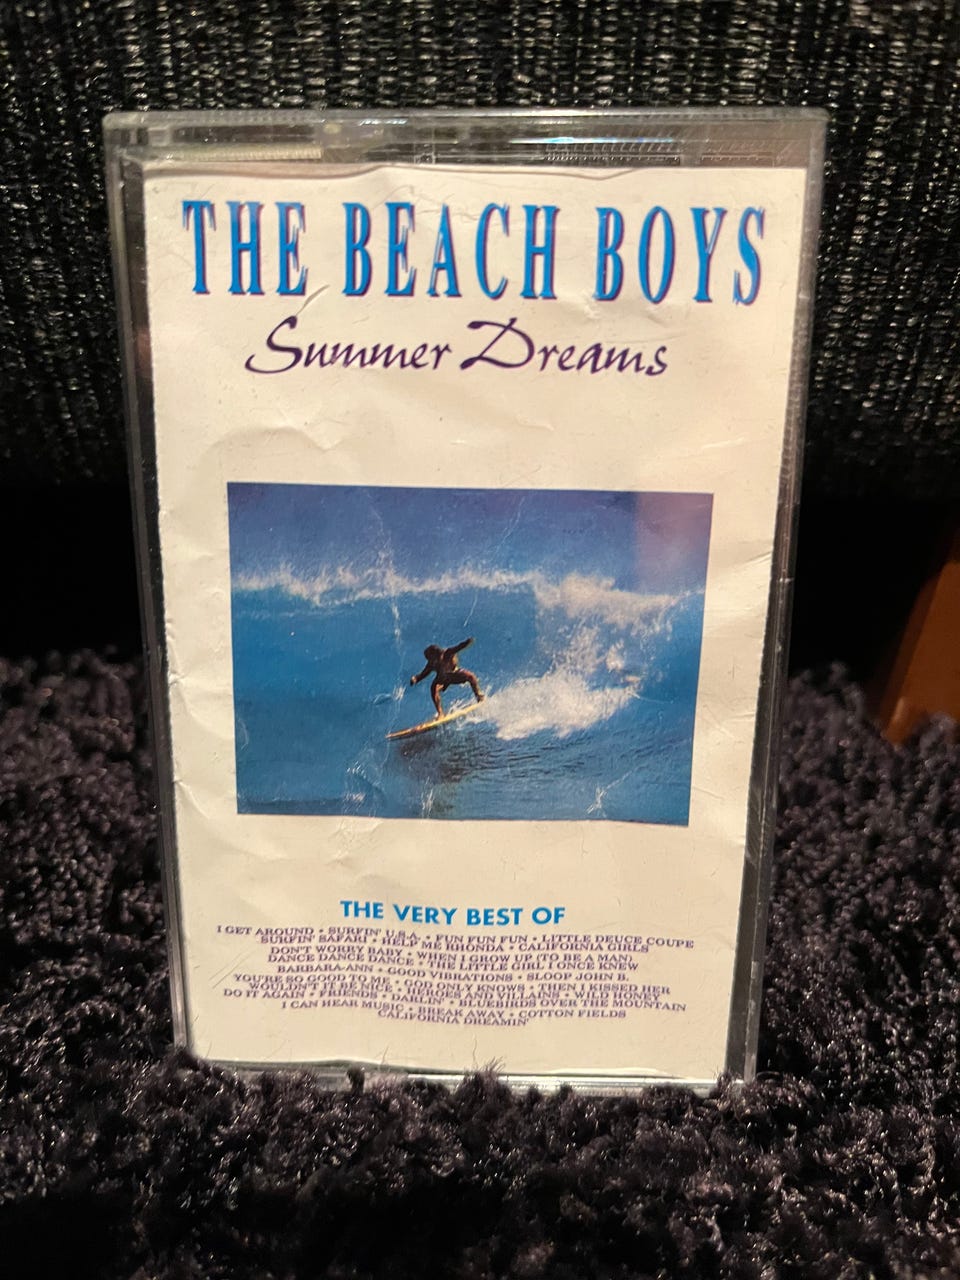 THE BEACH BOYS
Summer Dreams
THE VERY BEST OF
I GET AROUND • SURFIN' U.S.A. • FUN FUN FUN • LITTLE DEUCE COUPE
SURFIN' SAFARI • HELP ME RHONDA • CALIFORNIA GIRLS
DON'T WORRY BABY • WHEN I GROW UP (TO BE A MAN)
DANCE DANCE DANCE • THE LITTLE GIRL I ONCE KNEW
BARBARA-ANN • GOOD VIBRATIONS • SLOOP JOHN B.
YOU'RE SO GOOD TO ME • GOD ONLY KNOWS • THEN I KISSED HER
WOULDN'T IT BE NICE • HEROES AND VILLAINS • WILD HONEY
DO IT AGAIN • FRIENDS • DARLIN' • BLUEBIRDS OVER THE MOUNTAIN
I CAN HEAR MUSIC • BREAK AWAY • COTTON FIELDS
CALIFORNIA DREAMIN'